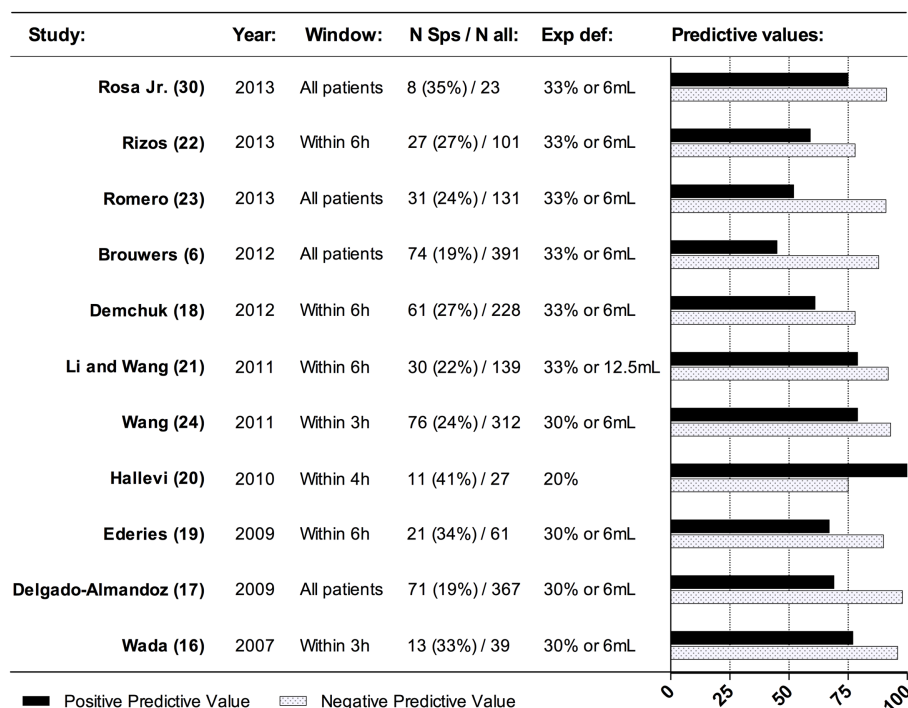 Study: Year: Window: N Sps / N all: Exp def: Predictive values:
Rosa Jr. (30) 2013 All patients 8 (35%) / 23 33% or 6mL
Rizos (22) 2013 Within 6h 27 (27%) / 101 33% or 6mL
Romero (23) 2013 All patients 31 (24%) / 131 33% or 6mL
Brouwers (6) 2012 All patients 74 (19%) / 391 33% or 6mL
Demchuk (18) 2012 Within 6h 61 (27%) / 228 33% or 6mL
Li and Wang (21) 2011 Within 6h 30 (22%) / 139 33% or 12.5mL
Wang (24) 2011 Within 3h 76 (24%) / 312 30% or 6mL
Hallevi (20) 2010 Within 4h 11 (41%) / 27 20%
Ederies (19) 2009 Within 6h 21 (34%) / 61 30% or 6mL
Delgado-Almandoz (17) 2009 All patients 71 (19%) / 367 30% or 6mL
Wada (16) 2007 Within 3h 13 (33%) / 39 30% or 6mL
0 25 50 75 100
Positive Predictive Value Negative Predictive Value